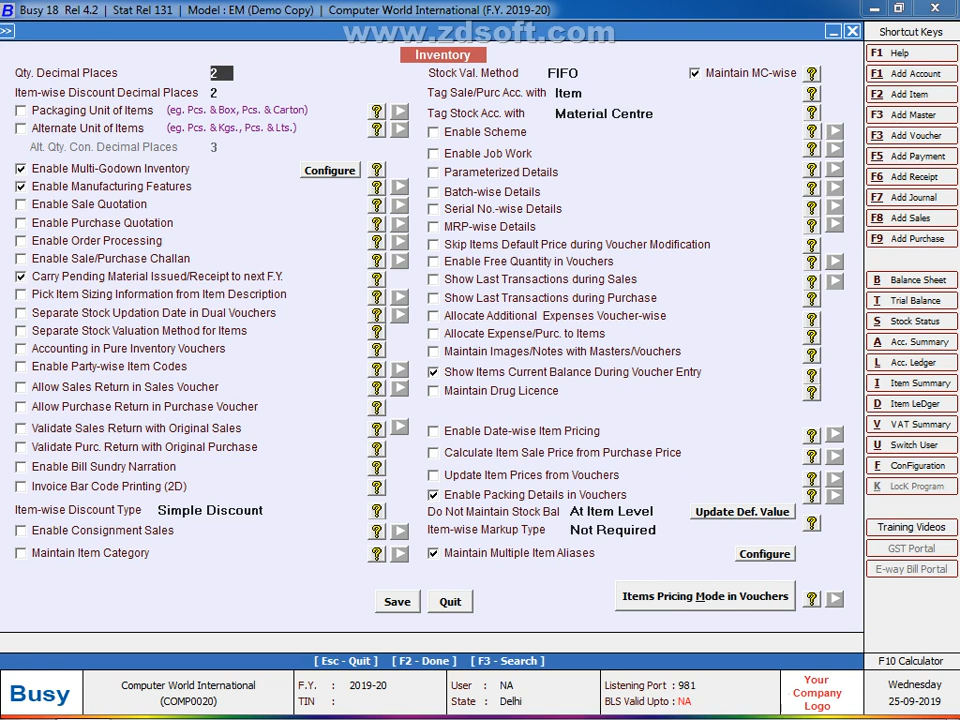 Busy 18 Rel 4.2 | Stat Rel 131 | Model : EM (Demo Copy) | Computer World International (F.Y. 2019-20)
>>
www.zdsoft.com
Inventory
Qty. Decimal Places 2
Item-wise Discount Decimal Places 2
Packaging Unit of Items (eg. Pcs. & Box, Pcs. & Carton) ?
Alternate Unit of Items (eg. Pcs. & Kgs., Pcs. & Lts.) ?
Alt. Qty. Con. Decimal Places 3
Enable Multi-Godown Inventory Configure ?
Enable Manufacturing Features ?
Enable Sale Quotation ?
Enable Purchase Quotation ?
Enable Order Processing ?
Enable Sale/Purchase Challan ?
Carry Pending Material Issued/Receipt to next F.Y. ?
Pick Item Sizing Information from Item Description ?
Separate Stock Updation Date in Dual Vouchers ?
Separate Stock Valuation Method for Items ?
Accounting in Pure Inventory Vouchers ?
Enable Party-wise Item Codes ?
Allow Sales Return in Sales Voucher ?
Allow Purchase Return in Purchase Voucher ?
Validate Sales Return with Original Sales ?
Validate Purc. Return with Original Purchase ?
Enable Bill Sundry Narration ?
Invoice Bar Code Printing (2D) ?
Item-wise Discount Type Simple Discount ?
Enable Consignment Sales ?
Maintain Item Category ?
Stock Val. Method FIFO Maintain MC-wise ?
Tag Sale/Purc Acc. with Item ?
Tag Stock Acc. with Material Centre ?
Enable Scheme ?
Enable Job Work ?
Parameterized Details ?
Batch-wise Details ?
Serial No.-wise Details ?
MRP-wise Details ?
Skip Items Default Price during Voucher Modification ?
Enable Free Quantity in Vouchers ?
Show Last Transactions during Sales ?
Show Last Transactions during Purchase ?
Allocate Additional Expenses Voucher-wise ?
Allocate Expense/Purc. to Items ?
Maintain Images/Notes with Masters/Vouchers ?
Show Items Current Balance During Voucher Entry ?
Maintain Drug Licence ?
Enable Date-wise Item Pricing ?
Calculate Item Sale Price from Purchase Price ?
Update Item Prices from Vouchers ?
Enable Packing Details in Vouchers ?
Do Not Maintain Stock Bal At Item Level Update Def. Value
Item-wise Markup Type Not Required ?
Maintain Multiple Item Aliases Configure
Save Quit
Items Pricing Mode in Vouchers ?
[ Esc - Quit ] [ F2 - Done ] [ F3 - Search ]
Shortcut Keys
F1 Help
F1 Add Account
F2 Add Item
F3 Add Master
F3 Add Voucher
F5 Add Payment
F6 Add Receipt
F7 Add Journal
F8 Add Sales
F9 Add Purchase
B Balance Sheet
T Trial Balance
S Stock Status
A Acc. Summary
L Acc. Ledger
I Item Summary
D Item LeDger
V VAT Summary
U Switch User
F ConFiguration
K LocK Program
Training Videos
GST Portal
E-way Bill Portal
F10 Calculator
Busy
Computer World International
(COMP0020)
F.Y. : 2019-20
TIN :
User : NA
State : Delhi
Listening Port : 981
BLS Valid Upto : NA
Your
Company
Logo
Wednesday
25-09-2019